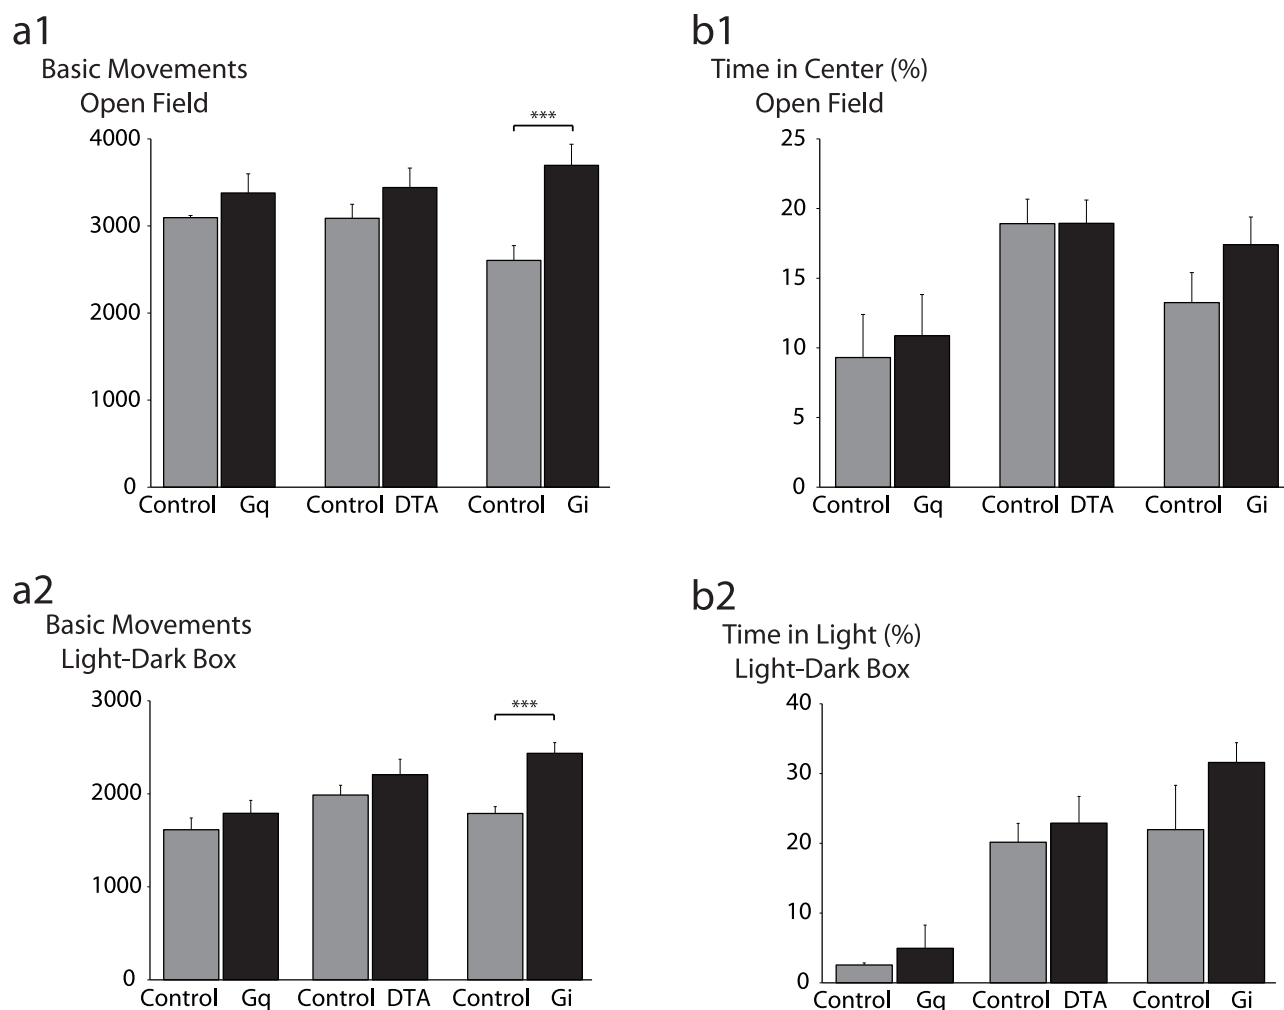 a1
Basic Movements
Open Field
***
4000
3000
2000
1000
0
Control Gq Control DTA Control Gi
b1
Time in Center (%)
Open Field
25
20
15
10
5
0
Control Gq Control DTA Control Gi
a2
Basic Movements
Light-Dark Box
***
3000
2000
1000
0
Control Gq Control DTA Control Gi
b2
Time in Light (%)
Light-Dark Box
40
30
20
10
0
Control Gq Control DTA Control Gi